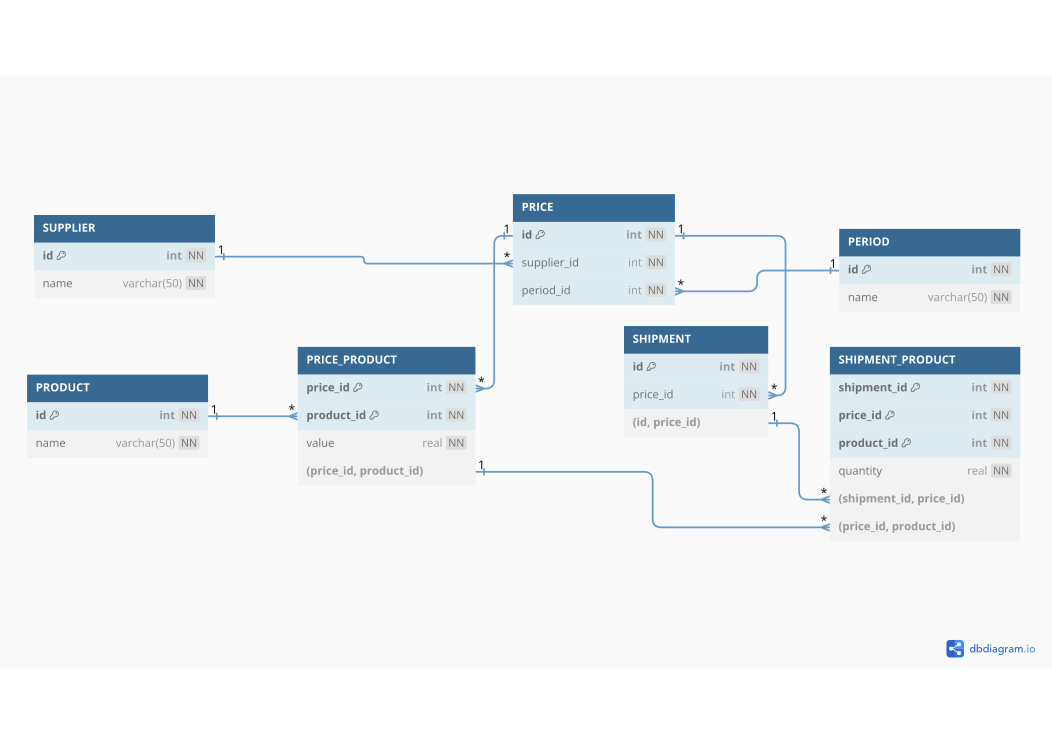 SUPPLIER
id int NN
name varchar(50) NN
PRODUCT
id int NN
name varchar(50) NN
PRICE_PRODUCT
price_id int NN
product_id int NN
value real NN
(price_id, product_id)
PRICE
id int NN
supplier_id int NN
period_id int NN
SHIPMENT
id int NN
price_id int NN
(id, price_id)
PERIOD
id int NN
name varchar(50) NN
SHIPMENT_PRODUCT
shipment_id int NN
price_id int NN
product_id int NN
quantity real NN
(shipment_id, price_id)
(price_id, product_id)
1
*
1
*
1
*
1
*
1
*
1
*
1
*
dbdiagram.io